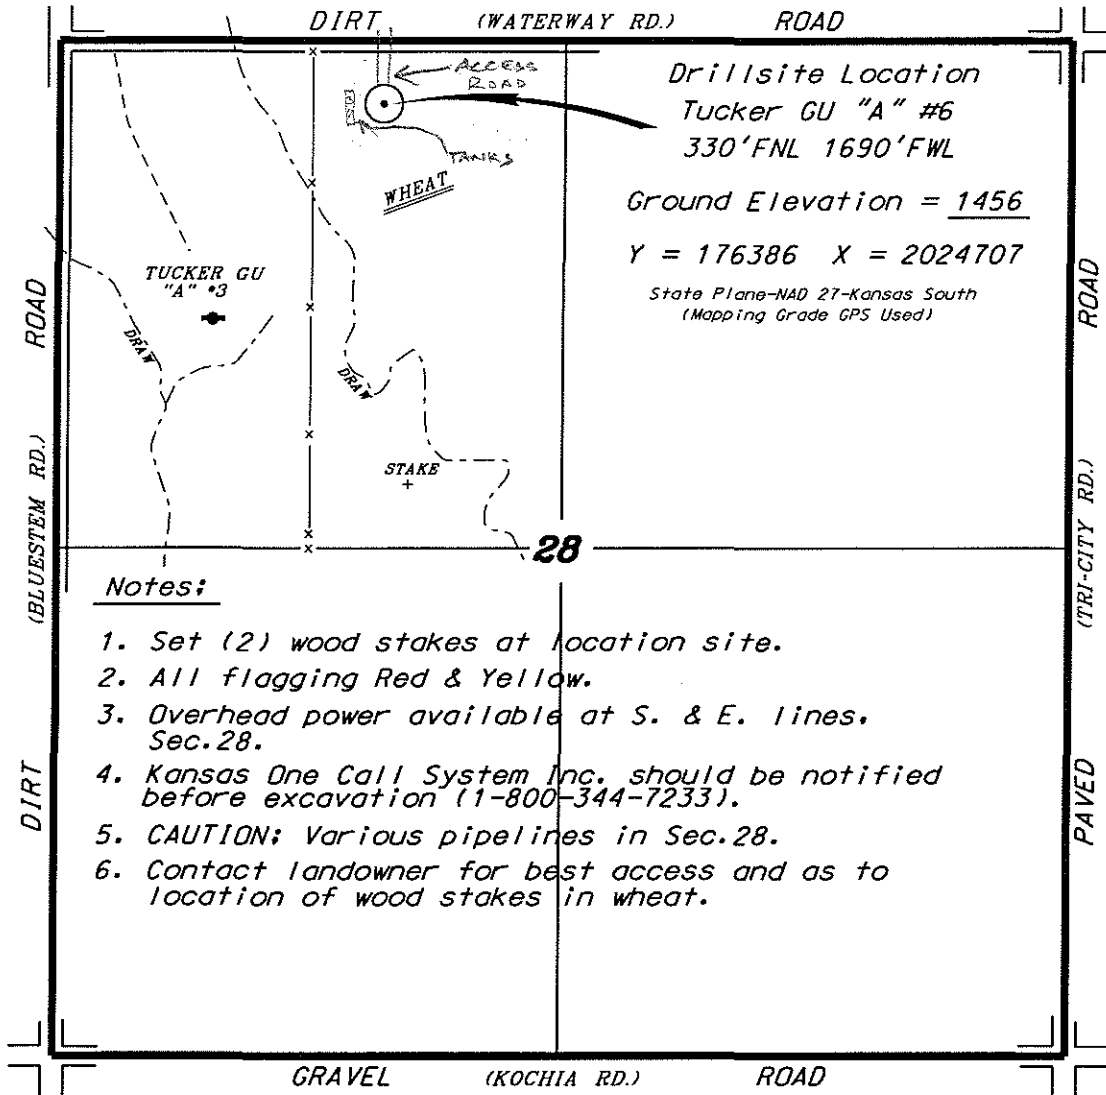 DIRT (WATERWAY RD.) ROAD
ACCESS
ROAD
Drillsite Location
Tucker GU "A" #6
330'FNL 1690'FWL
TANKS
WHEAT
Ground Elevation = 1456
Y = 176386 X = 2024707
State Plane-NAD 27-Kansas South
(Mapping Grade GPS Used)
TUCKER GU
"A" #3
DRAW
DRAW
STAKE
28
DIRT (BLUESTEM RD.) ROAD
PAVED (TRI-CITY RD.) ROAD
Notes:
1. Set (2) wood stakes at location site.
2. All flagging Red & Yellow.
3. Overhead power available at S. & E. lines.
Sec.28.
4. Kansas One Call System Inc. should be notified
before excavation (1-800-344-7233).
5. CAUTION: Various pipelines in Sec.28.
6. Contact landowner for best access and as to
location of wood stakes in wheat.
GRAVEL (KOCHIA RD.) ROAD